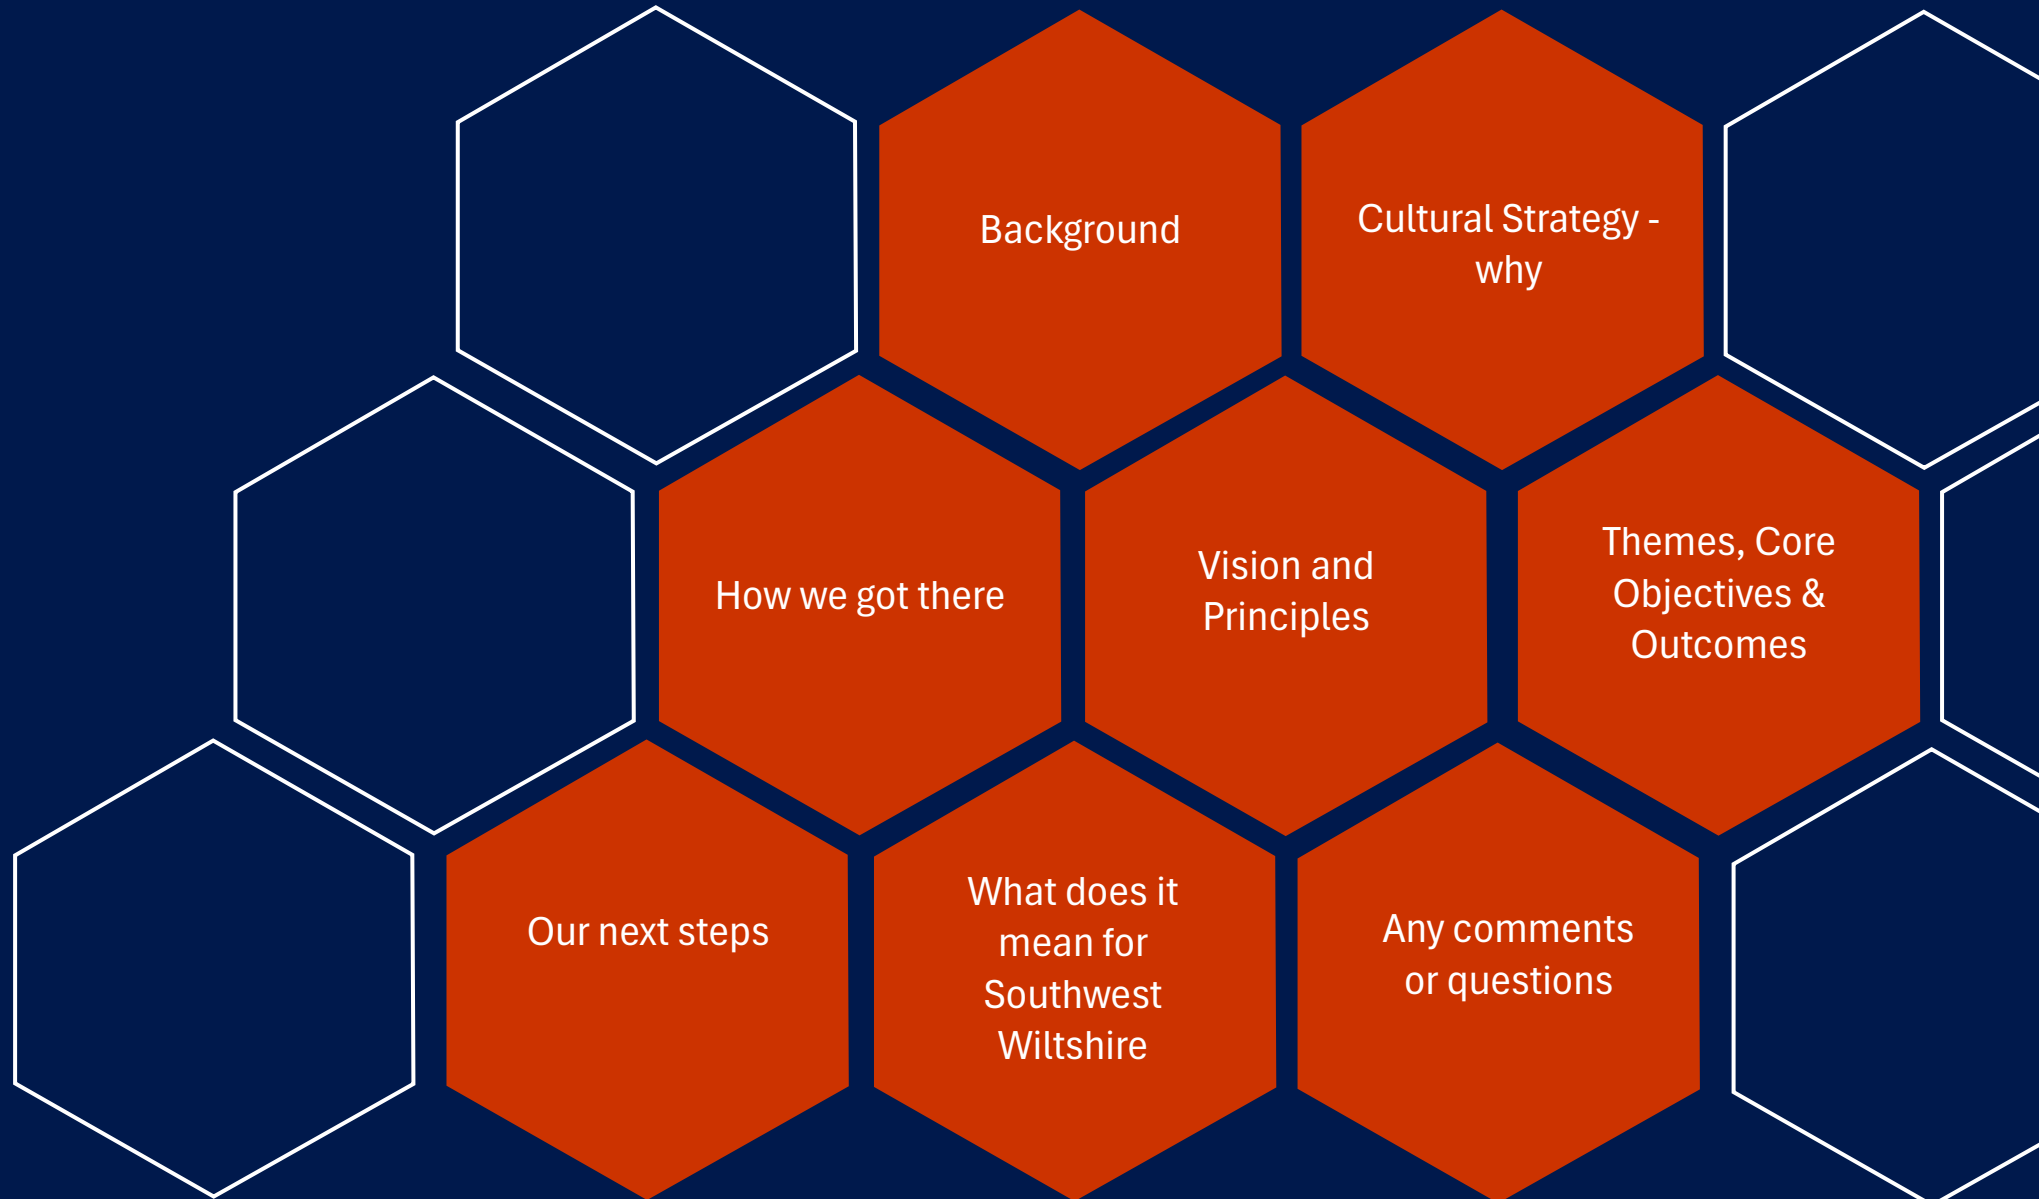 Background
Cultural Strategy -
why
How we got there
Vision and
Principles
Themes, Core
Objectives &
Outcomes
Our next steps
What does it
mean for
Southwest
Wiltshire
Any comments
or questions